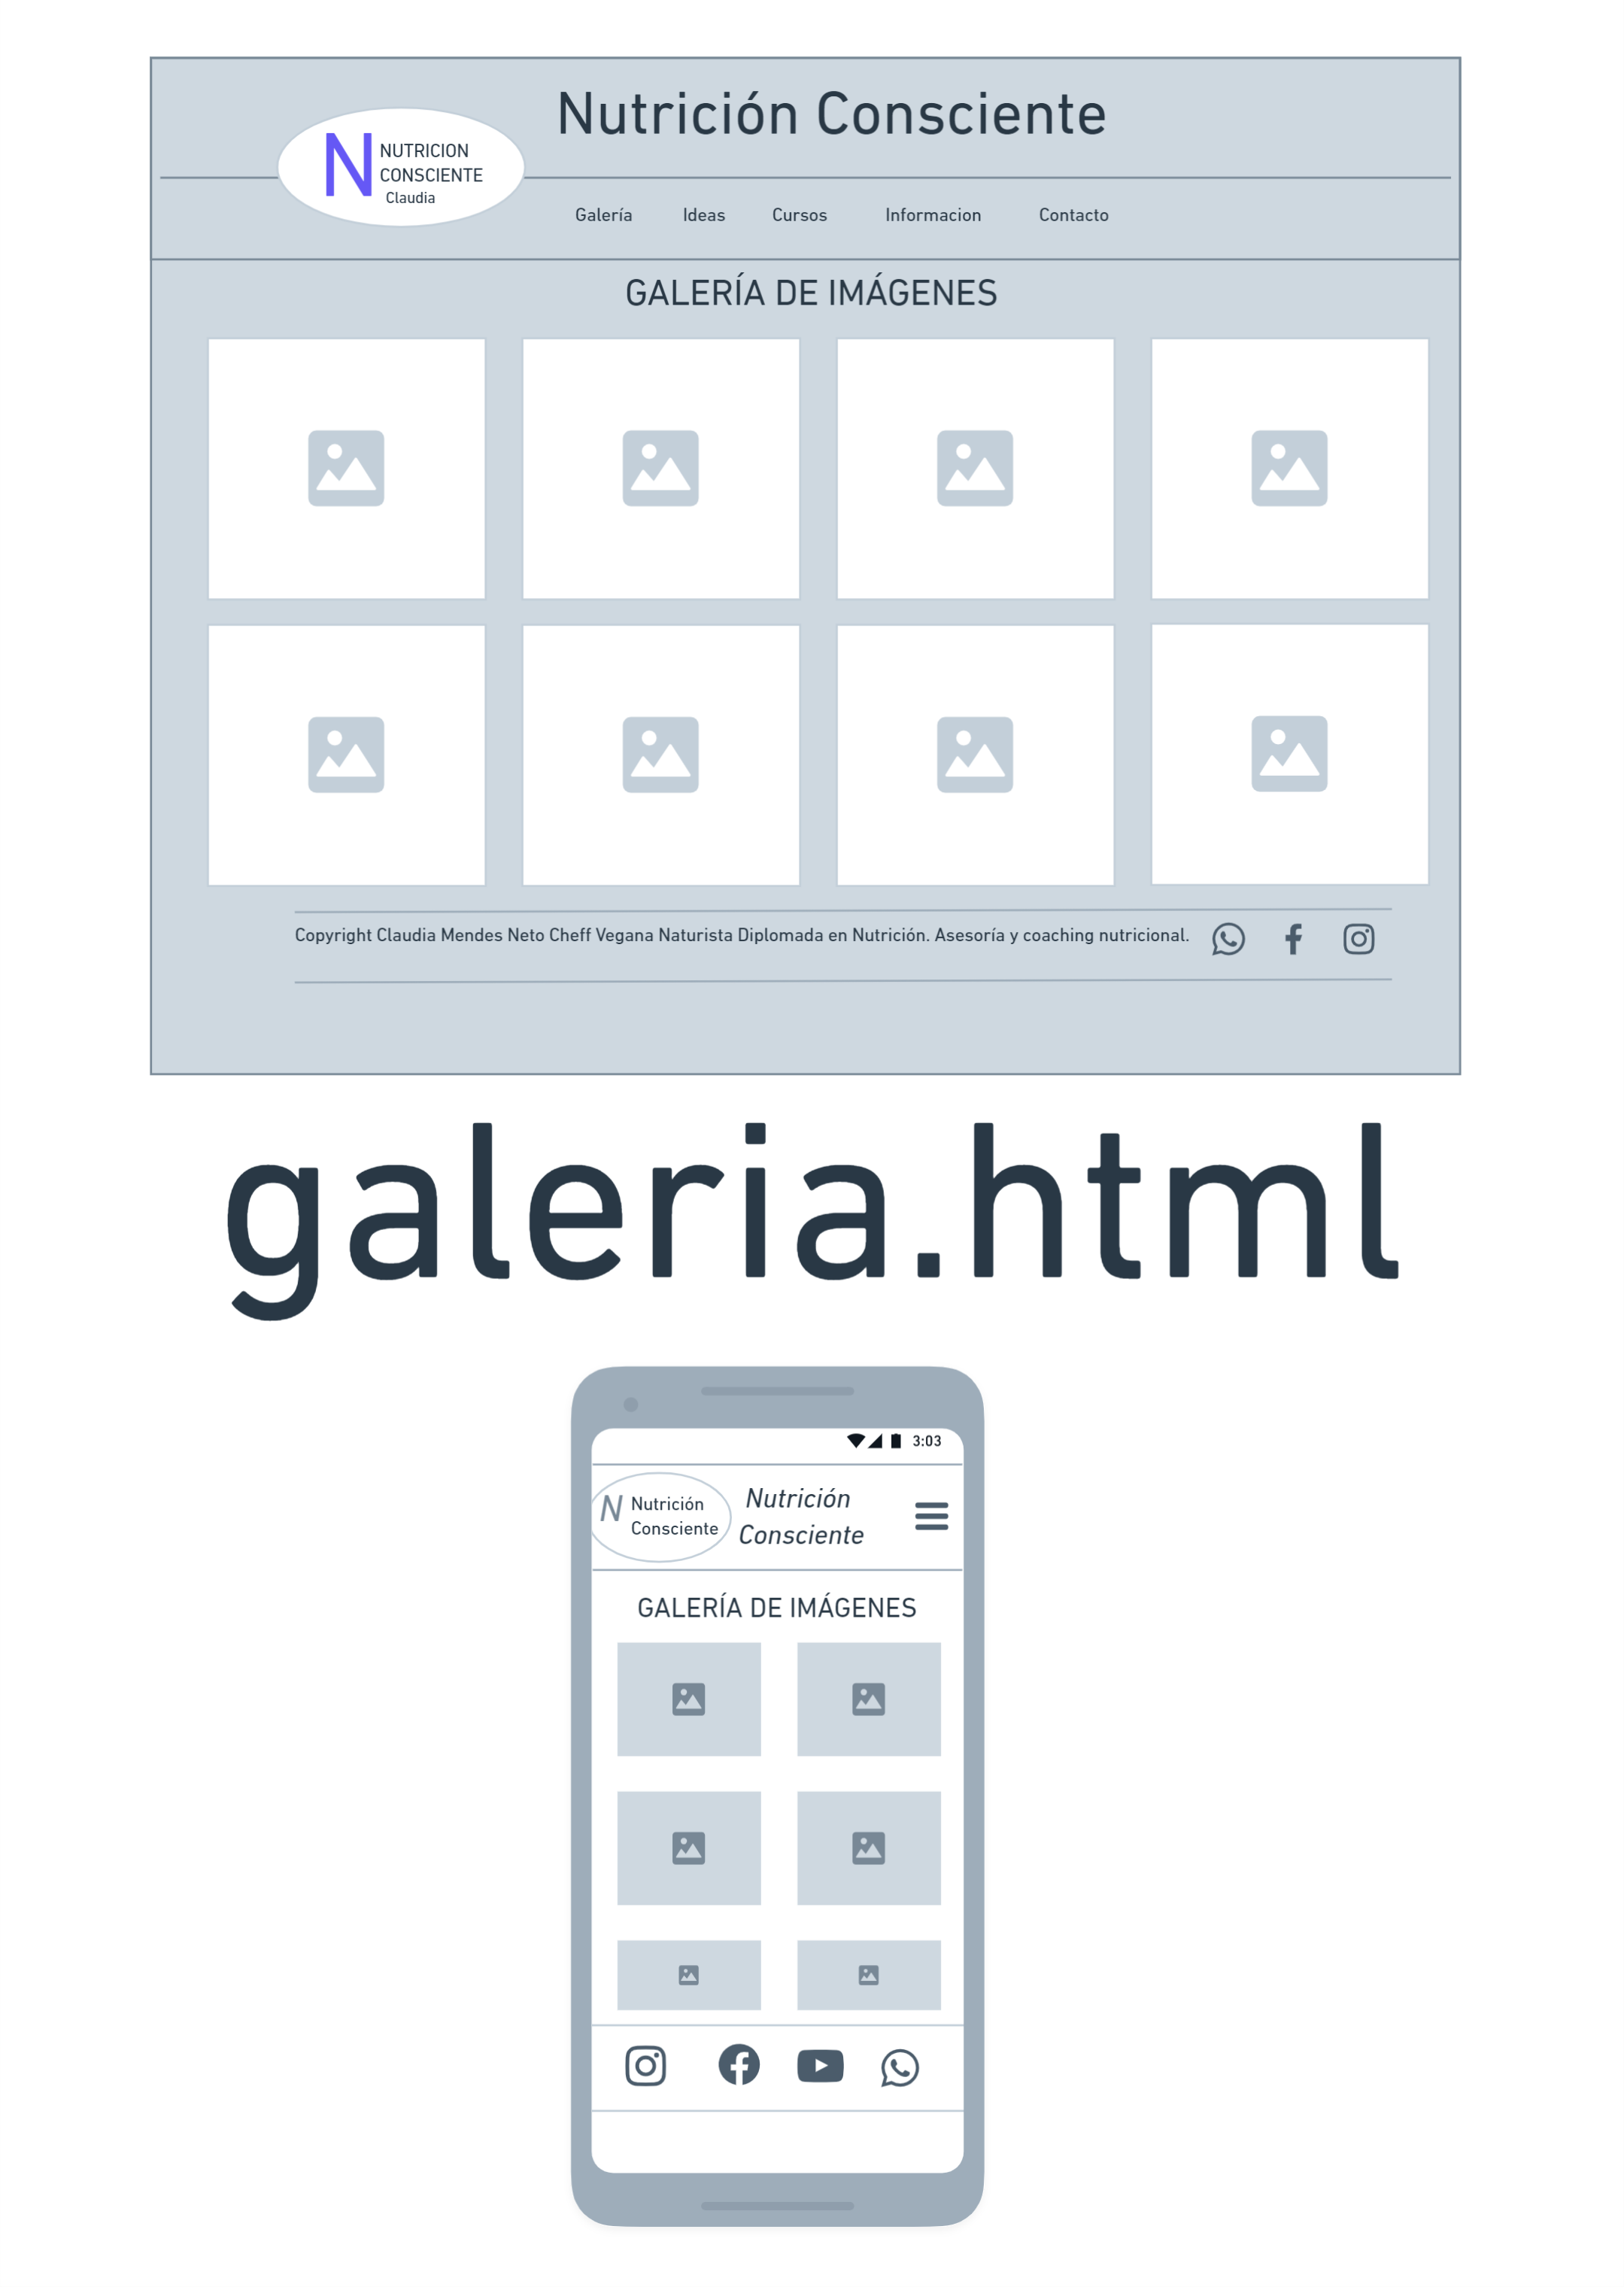 Nutrición Consciente
N NUTRICION
CONSCIENTE
Claudia
Galería Ideas Cursos Informacion Contacto
GALERÍA DE IMÁGENES
Copyright Claudia Mendes Neto Cheff Vegana Naturista Diplomada en Nutrición. Asesoría y coaching nutricional.
galeria.html
3:03
N Nutrición
Consciente
Nutrición
Consciente
GALERÍA DE IMÁGENES